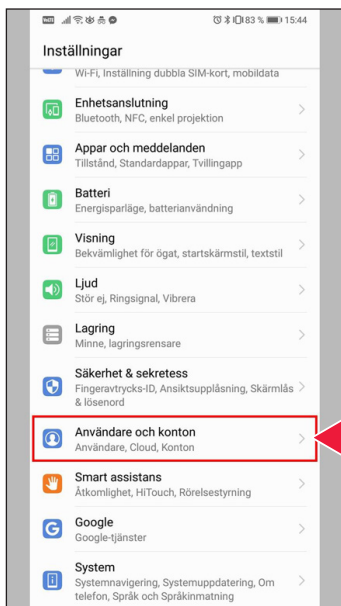 83 % 15:44
Inställningar
Wi-Fi, Inställning dubbla SIM-kort, mobildata
Enhetsanslutning
Bluetooth, NFC, enkel projektion
Appar och meddelanden
Tillstånd, Standardappar, Tvillingapp
Batteri
Energisparläge, batterianvändning
Visning
Bekvämlighet för ögat, startskärmstil, textstil
Ljud
Stör ej, Ringsignal, Vibrera
Lagring
Minne, lagringsrensare
Säkerhet & sekretess
Fingeravtrycks-ID, Ansiktsupplåsning, Skärmlås
& lösenord
Användare och konton
Användare, Cloud, Konton
Smart assistans
Åtkomlighet, HiTouch, Rörelsestyrning
Google
Google-tjänster
System
Systemnavigering, Systemuppdatering, Om
telefon, Språk och Språkinmatning